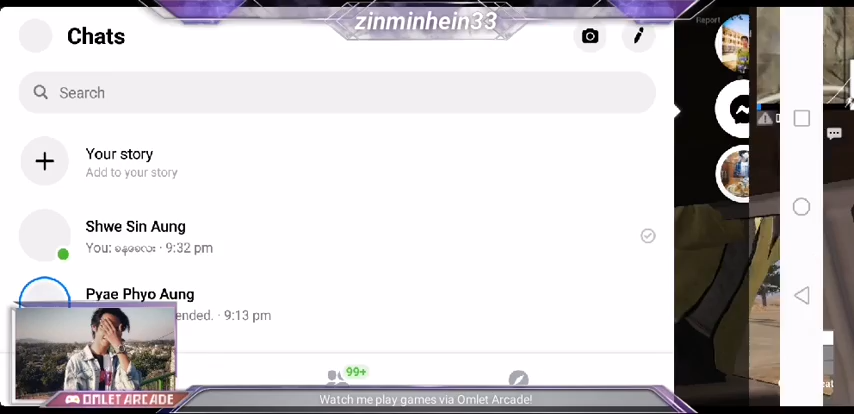 zinminhein33
Report
Chats
Search
Your story
Add to your story
Shwe Sin Aung
You: ခနလေး · 9:32 pm
Pyae Phyo Aung
ended. · 9:13 pm
99+
OMLET ARCADE
Watch me play games via Omlet Arcade!